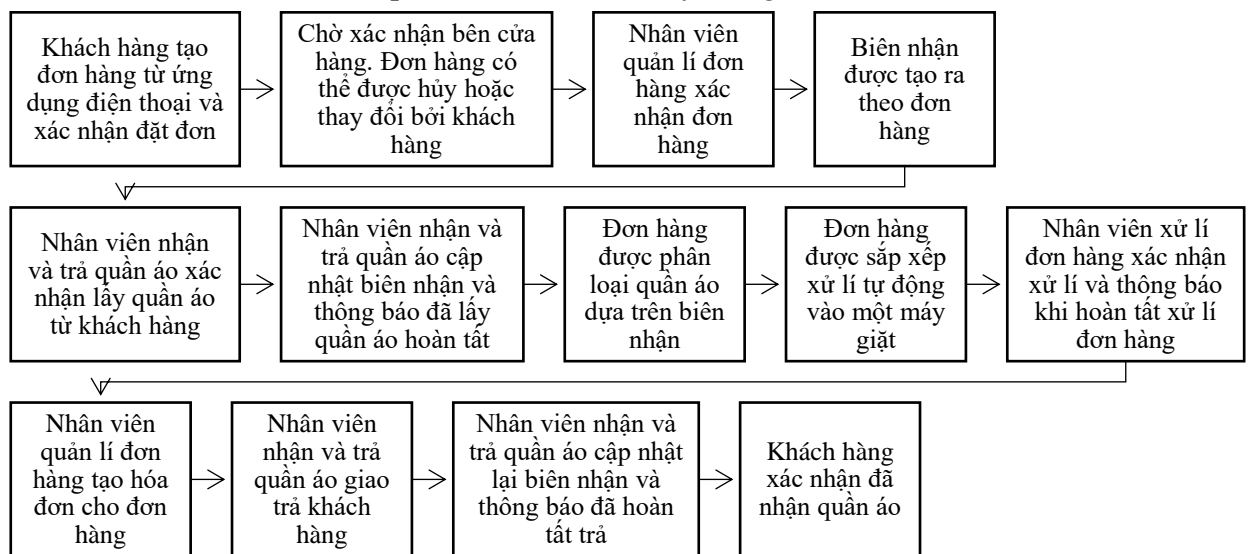 Khách hàng tạo
đơn hàng từ ứng
dụng điện thoại và
xác nhận đặt đơn
Chờ xác nhận bên cửa
hàng. Đơn hàng có
thể được hủy hoặc
thay đổi bởi khách
hàng
Nhân viên
quản lí đơn
hàng xác
nhận đơn
hàng
Biên nhận
được tạo ra
theo đơn
hàng
Nhân viên nhận
và trả quần áo xác
nhận lấy quần áo
từ khách hàng
Nhân viên nhận và
trả quần áo cập
nhật biên nhận và
thông báo đã lấy
quần áo hoàn tất
Đơn hàng
được phân
loại quần áo
dựa trên biên
nhận
Đơn hàng
được sắp xếp
xử lí tự động
vào một máy
giặt
Nhân viên xử lí
đơn hàng xác nhận
xử lí và thông báo
khi hoàn tất xử lí
đơn hàng
Nhân viên
quản lí đơn
hàng tạo hóa
đơn cho đơn
hàng
Nhân viên
nhận và trả
quần áo giao
trả khách
hàng
Nhân viên nhận và
trả quần áo cập nhật
lại biên nhận và
thông báo đã hoàn
tất trả
Khách hàng
xác nhận đã
nhận quần áo